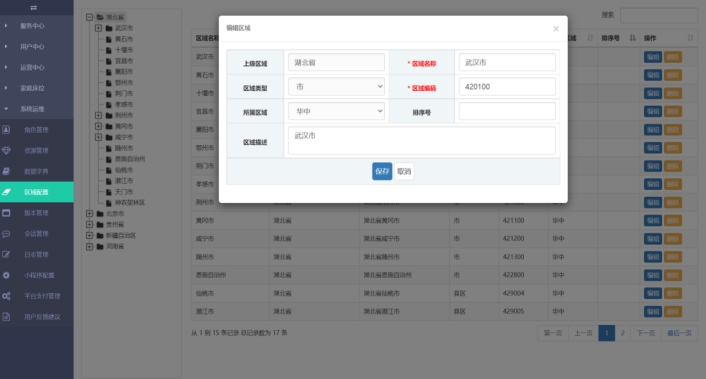 服务中心
用户中心
运营中心
系统运维
角色管理
资源管理
数据字典
区域配置
版本管理
会话管理
日志管理
小程序配置
平台支付管理
用户反馈建议
湖北省
武汉市
黄石市
十堰市
宜昌市
襄阳市
鄂州市
荆门市
孝感市
荆州市
黄冈市
咸宁市
随州市
恩施自治州
仙桃市
潜江市
天门市
神农架林区
北京市
贵州省
新疆自治区
河南省
搜索
编辑区域
×
上级区域 湖北省 * 区域名称 武汉市
区域类型 市 * 区域编码 420100
所属区域 华中 排序号
区域描述 武汉市
保存 取消
区域名称 区域 排序号 操作
武汉市 编辑 删除
黄石市 编辑 删除
十堰市 编辑 删除
宜昌市 编辑 删除
襄阳市 编辑 删除
鄂州市 编辑 删除
荆门市 编辑 删除
孝感市 编辑 删除
荆州市 编辑 删除
黄冈市 湖北省 湖北省黄冈市 市 421100 华中 编辑 删除
咸宁市 湖北省 湖北省咸宁市 市 421200 华中 编辑 删除
随州市 湖北省 湖北省随州市 市 421300 华中 编辑 删除
恩施自治州 湖北省 湖北省恩施自治州 市 422800 华中 编辑 删除
仙桃市 湖北省 湖北省仙桃市 县区 429004 华中 编辑 删除
潜江市 湖北省 湖北省潜江市 县区 429005 华中 编辑 删除
从 1 到 15 条记录 总记录数为 17 条
第一页 上一页 1 2 下一页 最后一页